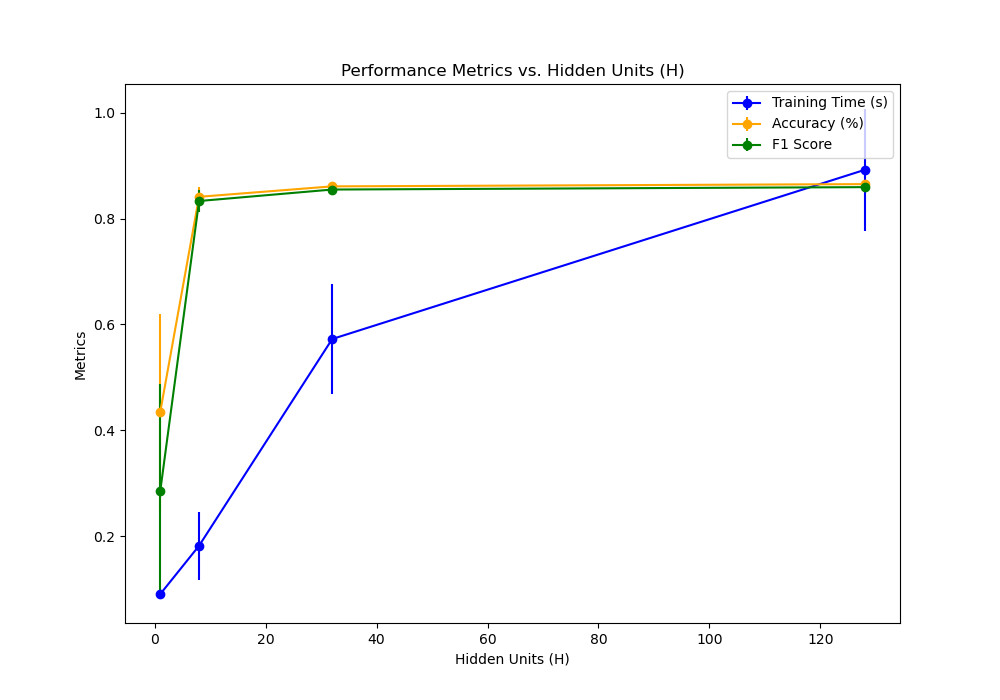 Performance Metrics vs. Hidden Units (H)
Training Time (s)
Accuracy (%)
F1 Score
1.0
0.8
0.6
0.4
0.2
Metrics
0 20 40 60 80 100 120
Hidden Units (H)